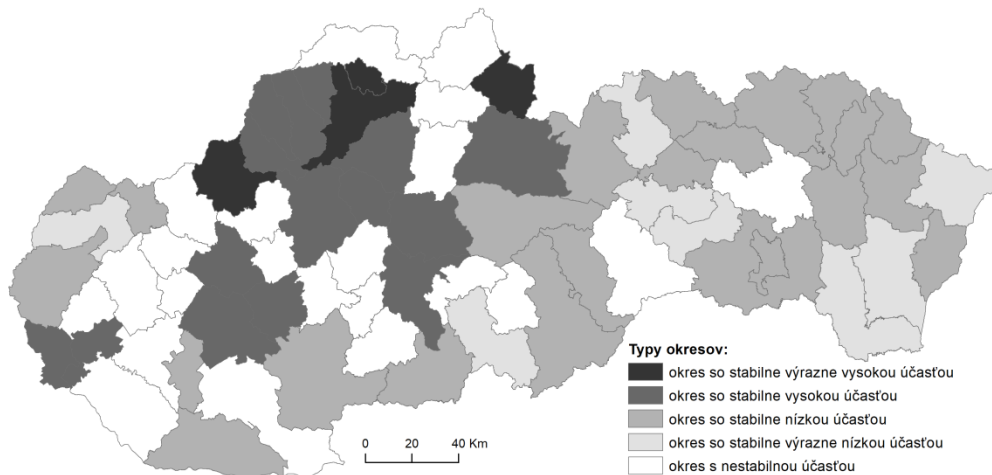 Typy okresov:
okres so stabilne výrazne vysokou účasťou
okres so stabilne vysokou účasťou
okres so stabilne nízkou účasťou
okres so stabilne výrazne nízkou účasťou
okres s nestabilnou účasťou
0 20 40 Km